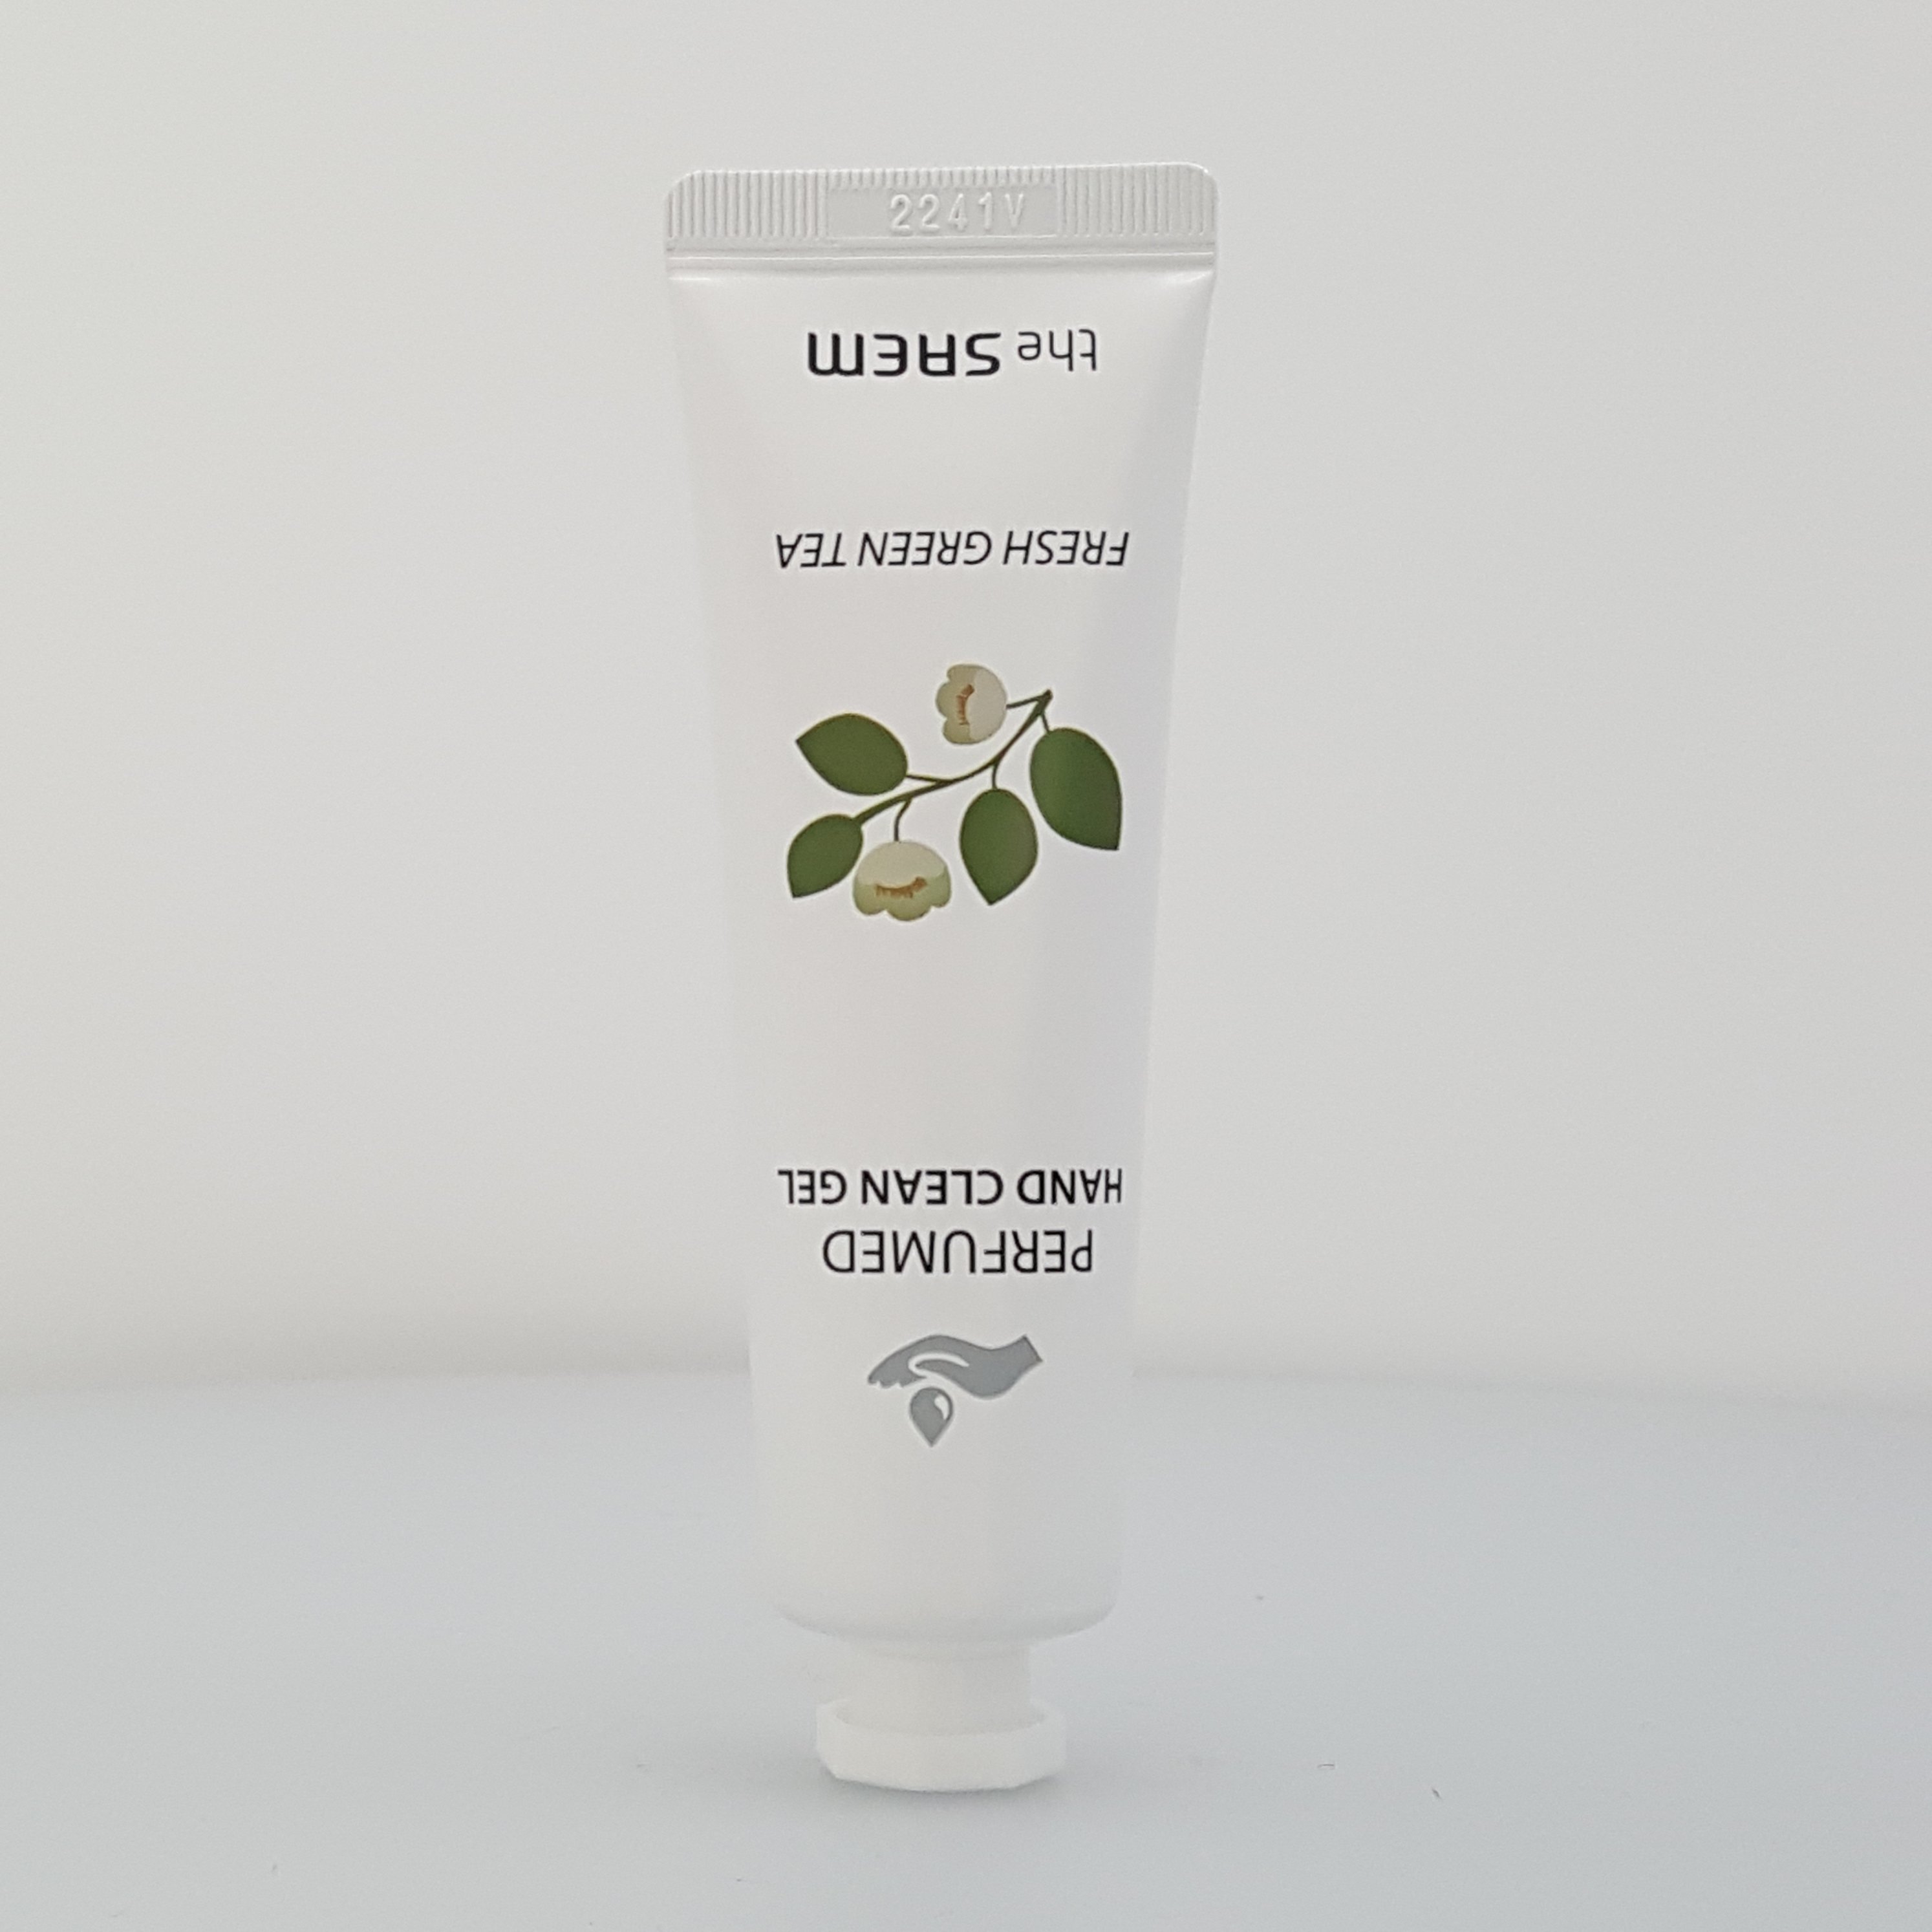 2241V
PERFUMED
HAND CLEAN GEL
FRESH GREEN TEA
the SAEM